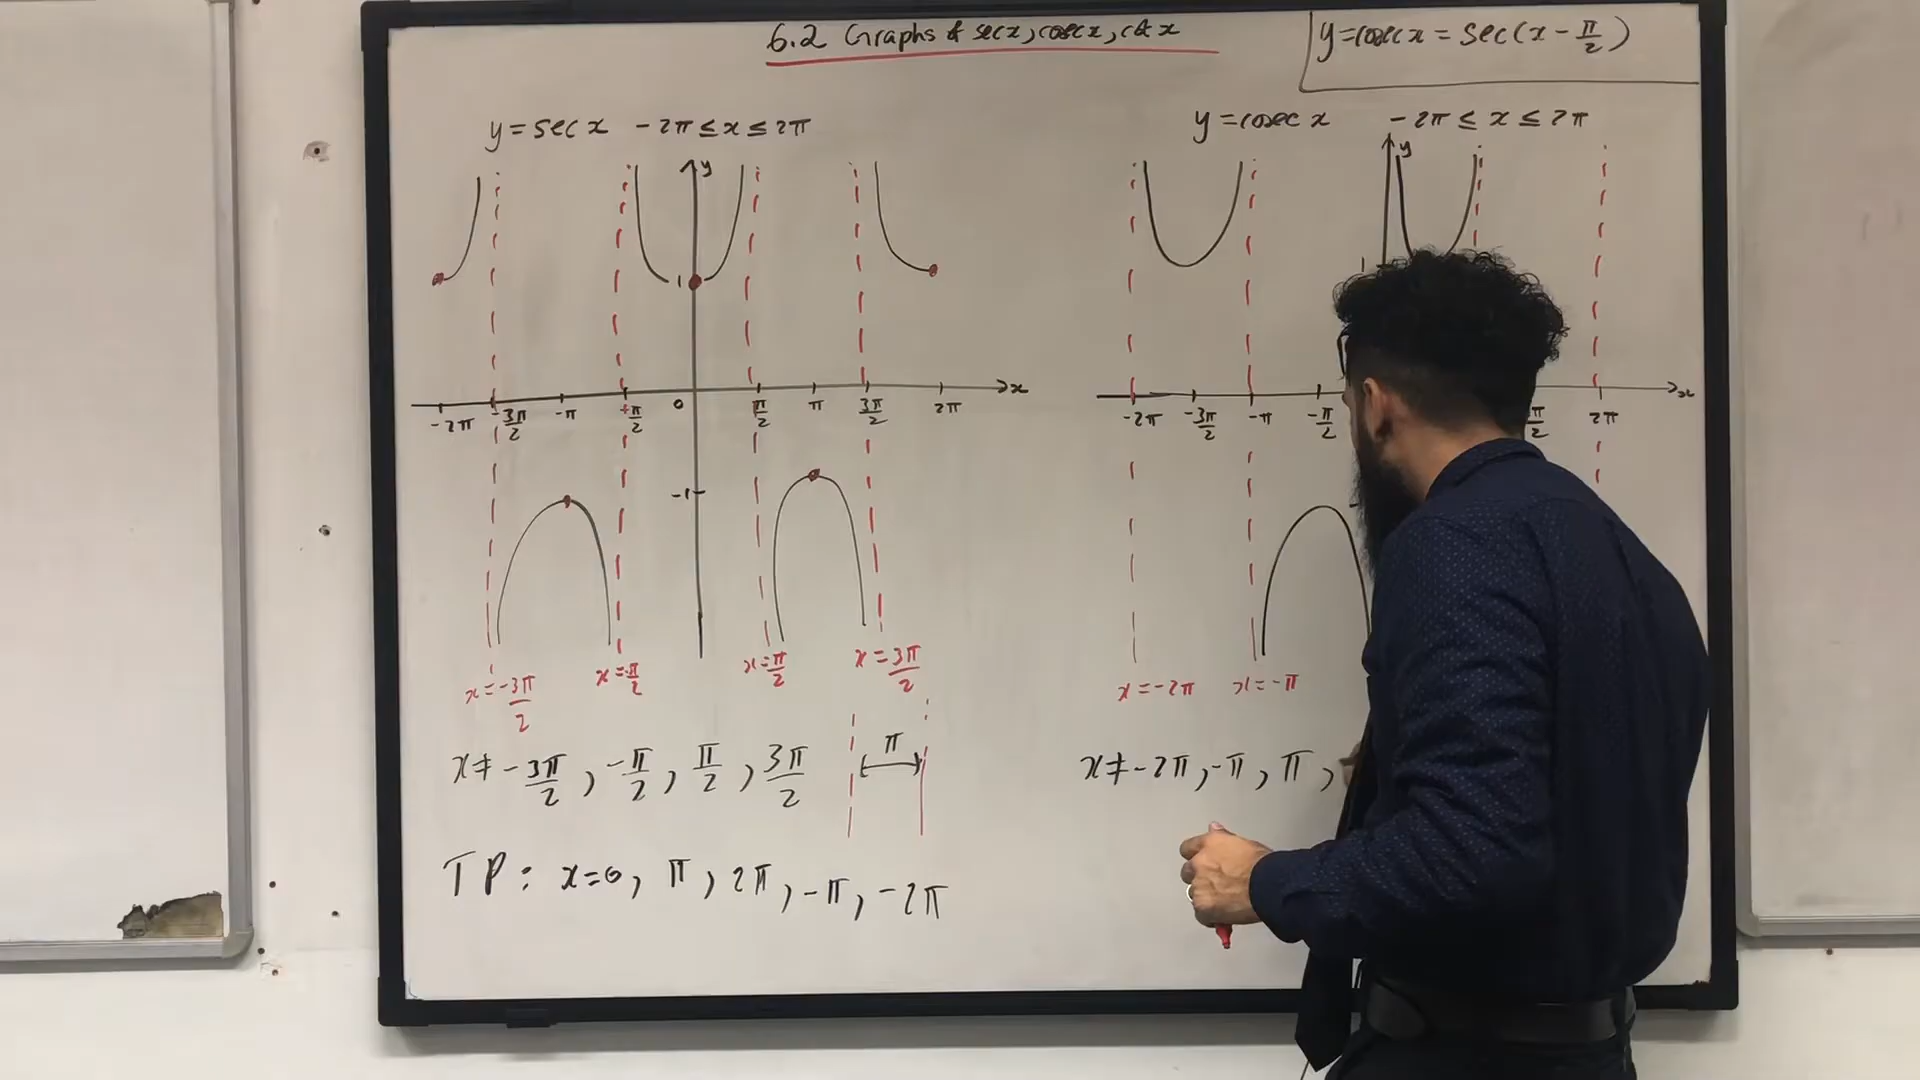 6.2 Graphs of sec x, cosec x, cot x
y = cosec x = sec(x - π/2)
y = sec x -2π ≤ x ≤ 2π
y
1
x
-2π -3π/2 -π -π/2 0 π/2 π 3π/2 2π
-1
x = -3π/2 x = -π/2 x = π/2 x = 3π/2
π
x ≠ -3π/2, -π/2, π/2, 3π/2
TP: x = 0, π, 2π, -π, -2π
y = cosec x -2π ≤ x ≤ 2π
y
1
x
-2π -3π/2 -π -π/2 π/2 2π
x = -2π x = -π
x ≠ -2π, -π, π,